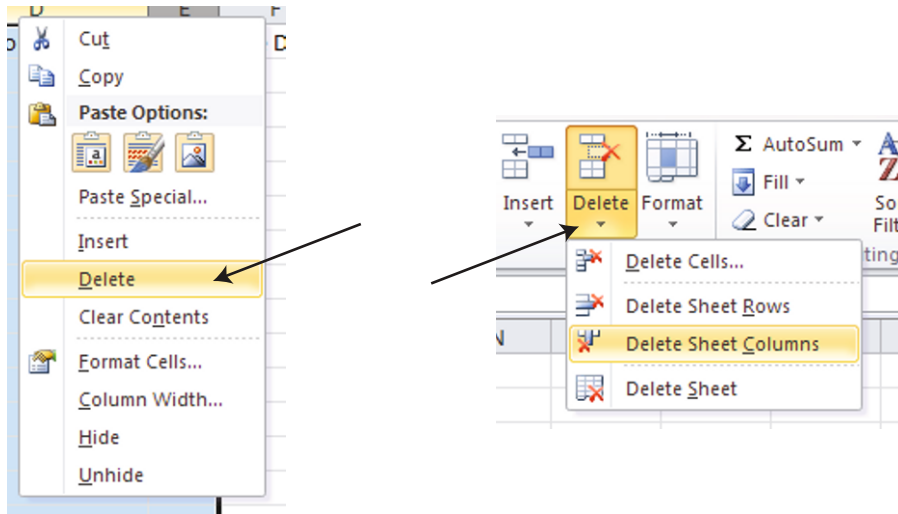 D E F
Cut
Copy
Paste Options:
a
Paste Special...
Insert
Delete
Clear Contents
Format Cells...
Column Width...
Hide
Unhide
Insert Delete Format
Σ AutoSum
Fill
Clear
Delete Cells...
Delete Sheet Rows
Delete Sheet Columns
Delete Sheet
N